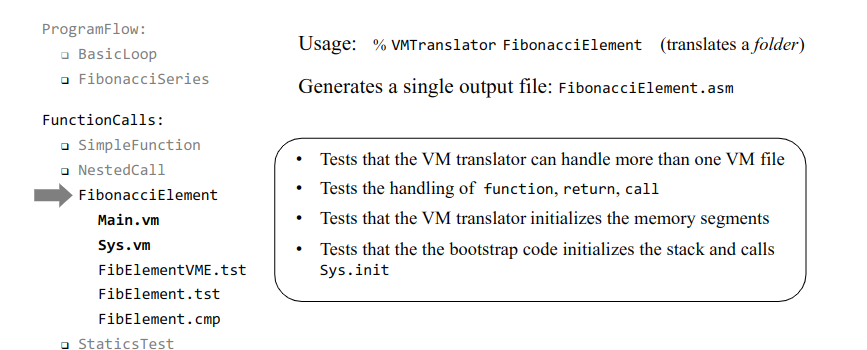 ProgramFlow:
BasicLoop
FibonacciSeries
FunctionCalls:
SimpleFunction
NestedCall
FibonacciElement
Main.vm
Sys.vm
FibElementVME.tst
FibElement.tst
FibElement.cmp
StaticsTest
Usage: % VMTranslator FibonacciElement (translates a folder)
Generates a single output file: FibonacciElement.asm
• Tests that the VM translator can handle more than one VM file
• Tests the handling of function, return, call
• Tests that the VM translator initializes the memory segments
• Tests that the the bootstrap code initializes the stack and calls
Sys.init